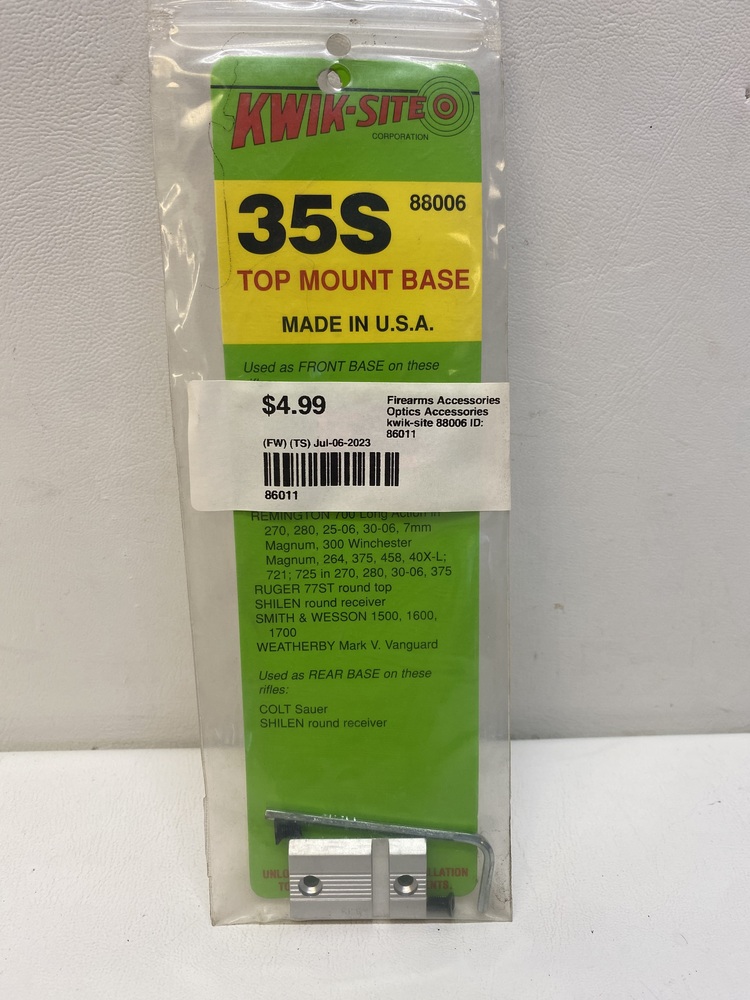 KWIK-SITE
CORPORATION
35S 88006
TOP MOUNT BASE
MADE IN U.S.A.
Used as FRONT BASE on these
$4.99
Firearms Accessories
Optics Accessories
kwik-site 88006 ID:
86011
(FW) (TS) Jul-06-2023
86011
REMINGTON 700 Long Action in
270, 280, 25-06, 30-06, 7mm
Magnum, 300 Winchester
Magnum, 264, 375, 458, 40X-L;
721; 725 in 270, 280, 30-06, 375
RUGER 77ST round top
SHILEN round receiver
SMITH & WESSON 1500, 1600,
1700
WEATHERBY Mark V. Vanguard
Used as REAR BASE on these
rifles:
COLT Sauer
SHILEN round receiver